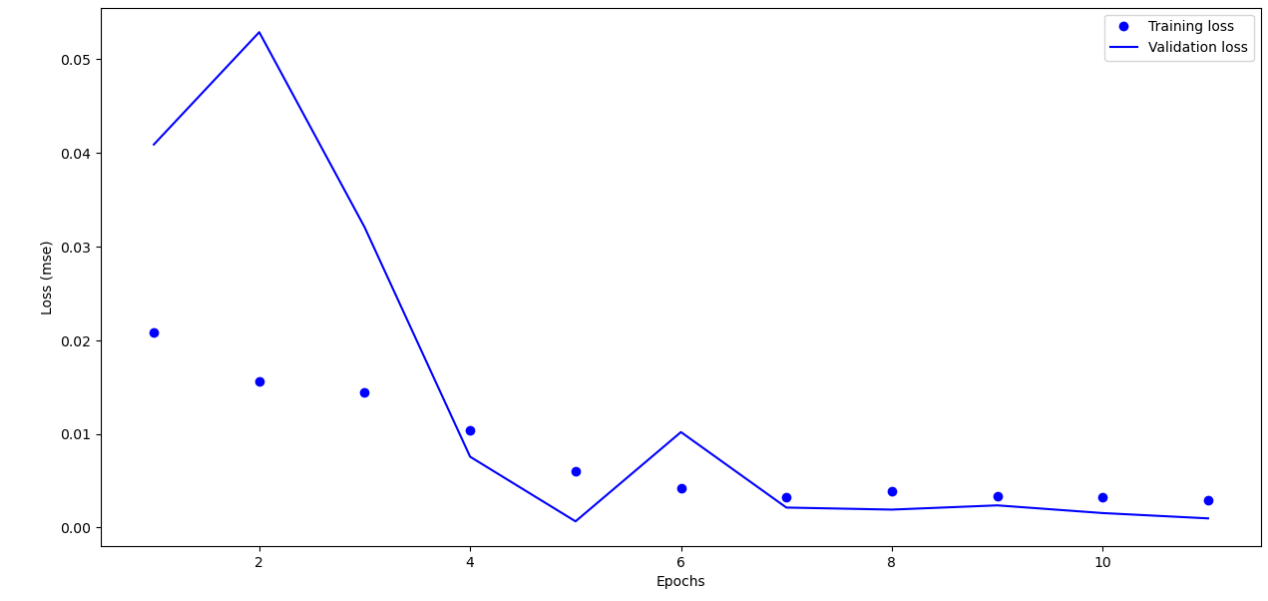 Training loss
Validation loss
0.05
0.04
0.03
0.02
0.01
0.00
Loss (mse)
2
4
6
8
10
Epochs